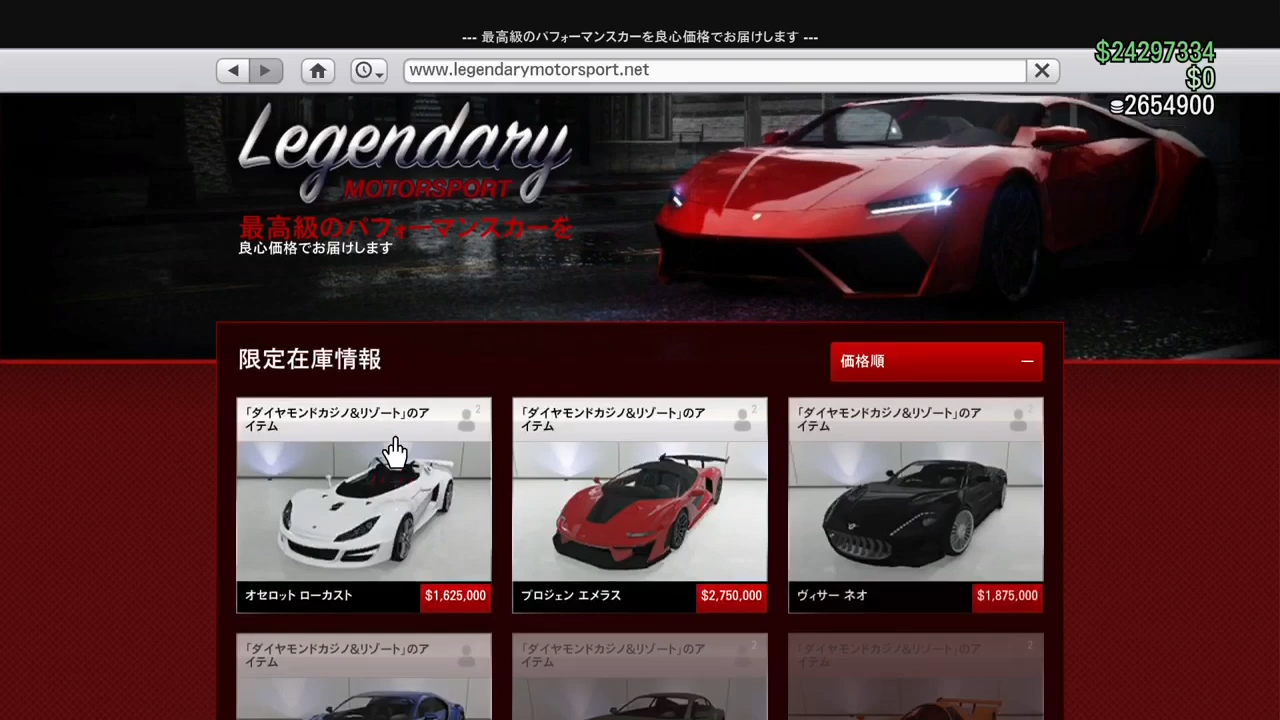 --- 最高級のパフォーマンスカーを良心価格でお届けします ---
$24297334
www.legendarymotorsport.net
$0
2654900
Legendary
MOTORSPORT
最高級のパフォーマンスカーを
良心価格でお届けします
限定在庫情報
価格順
「ダイヤモンドカジノ&リゾート」のア
イテム
2
「ダイヤモンドカジノ&リゾート」のア
イテム
2
「ダイヤモンドカジノ&リゾート」のア
イテム
2
オセロット ローカスト
$1,625,000
プロジェン エメラス
$2,750,000
ヴィサー ネオ
$1,875,000
「ダイヤモンドカジノ&リゾート」のア
イテム
「ダイヤモンドカジノ&リゾート」のア
イテム
2
「ダイヤモンドカジノ&リゾート」のア
イテム
2